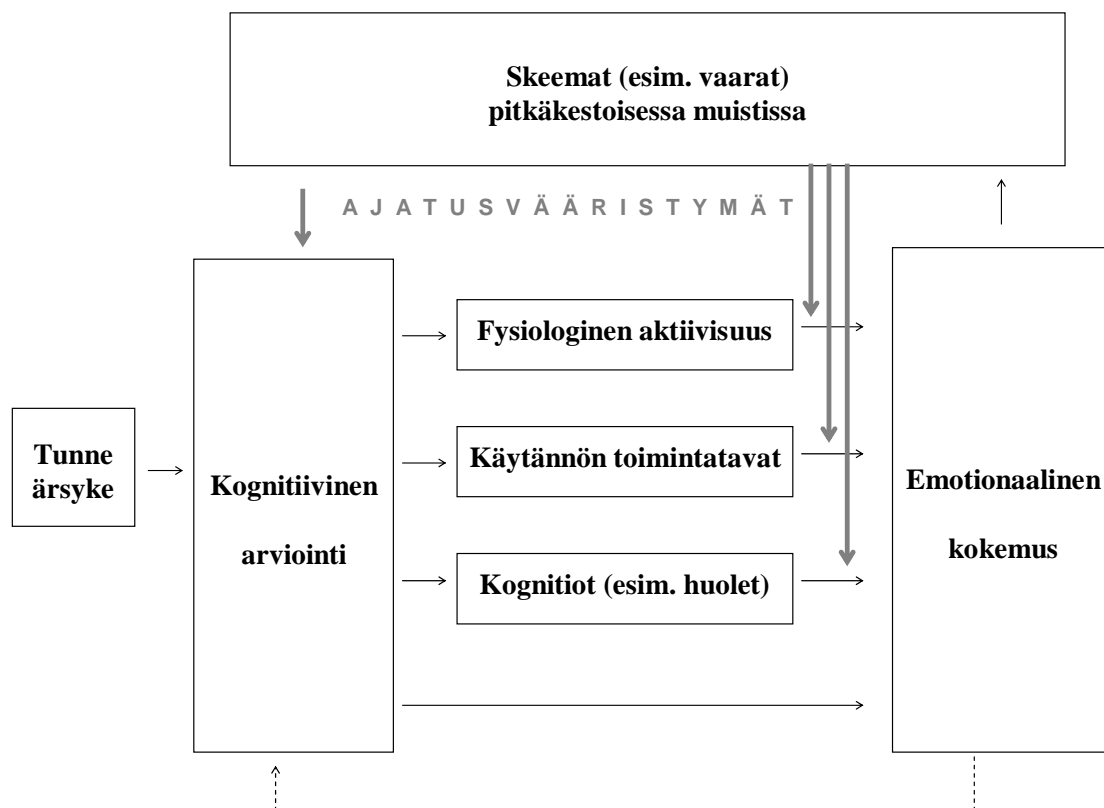 Skeemat (esim. vaarat)
pitkäkestoisessa muistissa
A J A T U S V Ä Ä R I S T Y M Ä T
Fysiologinen aktiivisuus
Tunne
ärsyke
Kognitiivinen
arviointi
Käytännön toimintatavat
Kognitiot (esim. huolet)
Emotionaalinen
kokemus